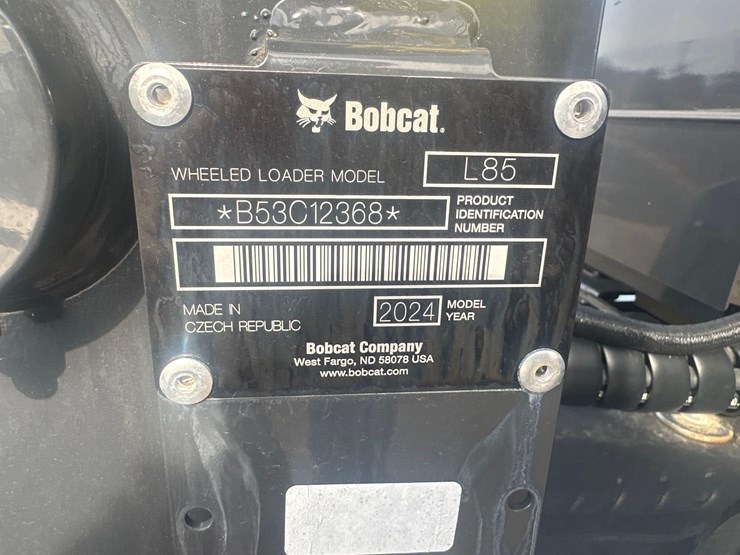 Bobcat.
WHEELED LOADER MODEL L85
*B53C12368* PRODUCT IDENTIFICATION NUMBER
MADE IN CZECH REPUBLIC
2024 MODEL YEAR
Bobcat Company
West Fargo, ND 58078 USA
www.bobcat.com